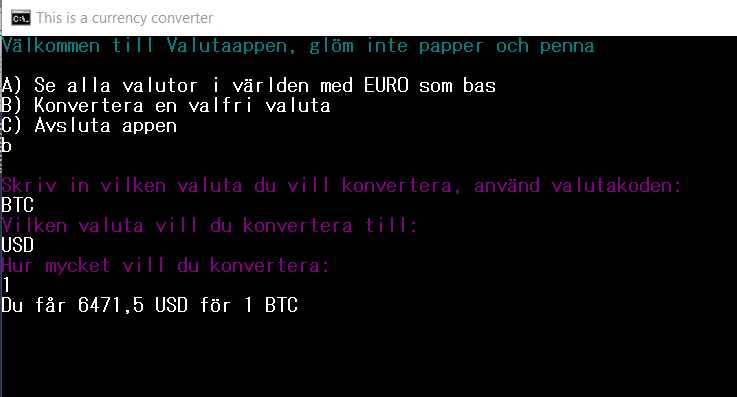 This is a currency converter
Välkommen till Valutaappen, glöm inte papper och penna
A) Se alla valutor i världen med EURO som bas
B) Konvertera en valfri valuta
C) Avsluta appen
b
Skriv in vilken valuta du vill konvertera, använd valutakoden:
BTC
Vilken valuta vill du konvertera till:
USD
Hur mycket vill du konvertera:
1
Du får 6471,5 USD för 1 BTC